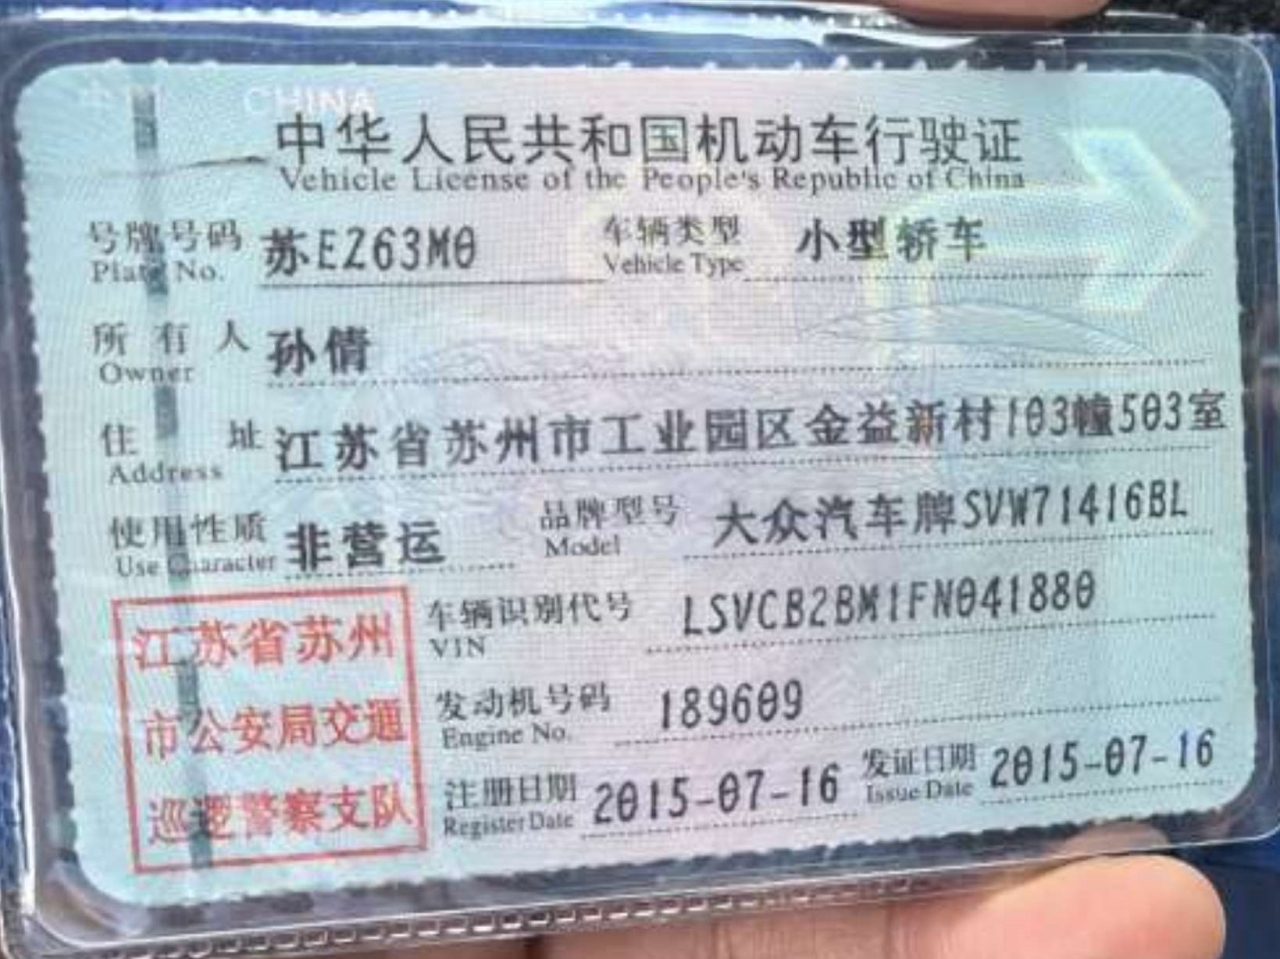 CHINA
中华人民共和国机动车行驶证
Vehicle License of the People's Republic of China
号牌号码 苏EZ63M0 车辆类型 小型轿车
Plate No. Vehicle Type
所有人 孙倩
Owner
住址 江苏省苏州市工业园区金益新村103幢503室
Address
使用性质 非营运 品牌型号 大众汽车牌SVW71416BL
Use Character Model
江苏省苏州
市公安局交通
巡逻警察支队
车辆识别代号 LSVCB2BM1FN041880
VIN
发动机号码 189609
Engine No.
注册日期 2015-07-16 发证日期 2015-07-16
Register Date Issue Date